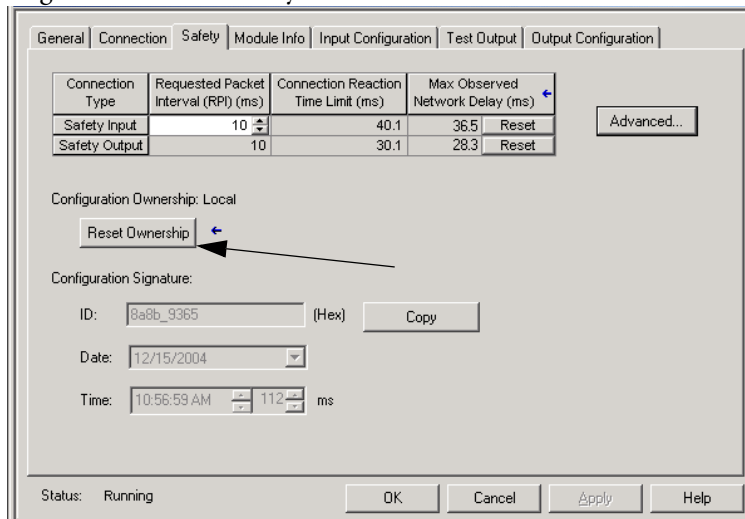 General Connection Safety Module Info Input Configuration Test Output Output Configuration
Connection Type Requested Packet Interval (RPI) (ms) Connection Reaction Time Limit (ms) Max Observed Network Delay (ms)
Safety Input 10 40.1 36.5 Reset
Safety Output 10 30.1 28.3 Reset
Advanced...
Configuration Ownership: Local
Reset Ownership
Configuration Signature:
ID: 8a8b_9365 (Hex) Copy
Date: 12/15/2004
Time: 10:56:59 AM 112 ms
Status: Running OK Cancel Apply Help